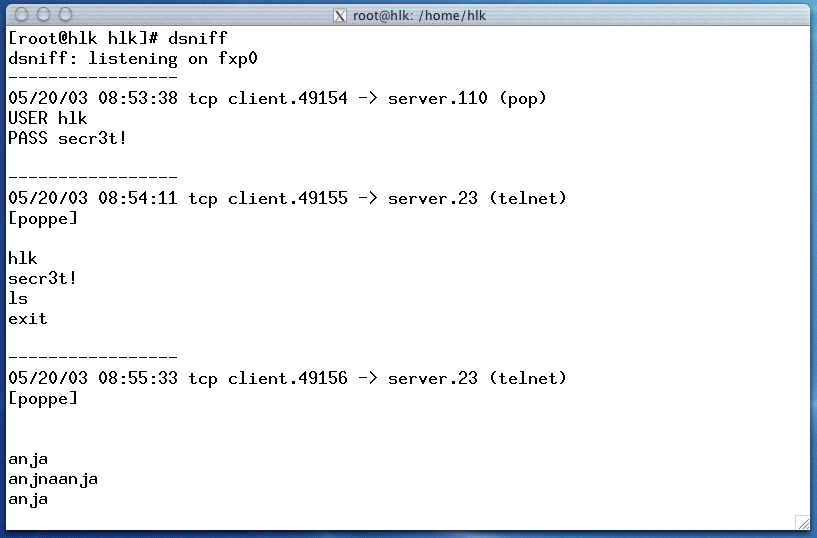 root@hlk: /home/hlk
[root@hlk hlk]# dsniff
dsniff: listening on fxp0
-----------------
05/20/03 08:53:38 tcp client.49154 -> server.110 (pop)
USER hlk
PASS secr3t!
-----------------
05/20/03 08:54:11 tcp client.49155 -> server.23 (telnet)
[poppe]
hlk
secr3t!
ls
exit
-----------------
05/20/03 08:55:33 tcp client.49156 -> server.23 (telnet)
[poppe]
anja
anjnaanja
anja